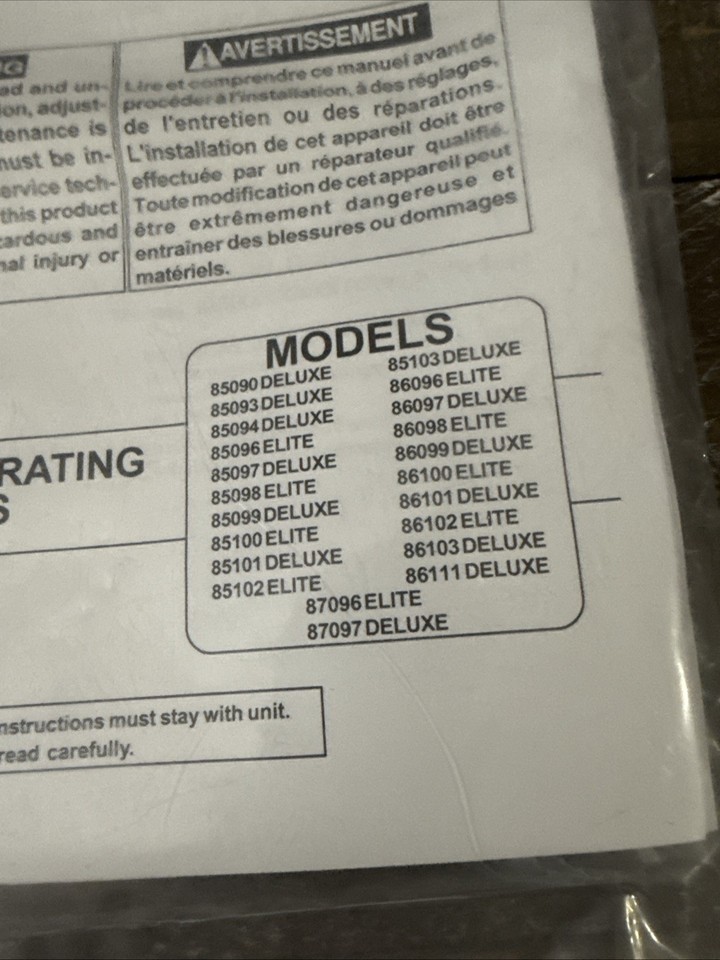 NG
ad and un-
ion, adjust-
tenance is
must be in-
ervice tech-
this product
ardous and
nal injury or
AVERTISSEMENT
Lire et comprendre ce manuel avant de
procéder à l'installation, à des réglages,
de l'entretien ou des réparations.
L'installation de cet appareil doit être
effectuée par un réparateur qualifié.
Toute modification de cet appareil peut
être extrêmement dangereuse et
entraîner des blessures ou dommages
matériels.
RATING
S
MODELS
85090 DELUXE
85093 DELUXE
85094 DELUXE
85096 ELITE
85097 DELUXE
85098 ELITE
85099 DELUXE
85100 ELITE
85101 DELUXE
85102 ELITE
85103 DELUXE
86096 ELITE
86097 DELUXE
86098 ELITE
86099 DELUXE
86100 ELITE
86101 DELUXE
86102 ELITE
86103 DELUXE
86111 DELUXE
87096 ELITE
87097 DELUXE
nstructions must stay with unit.
read carefully.